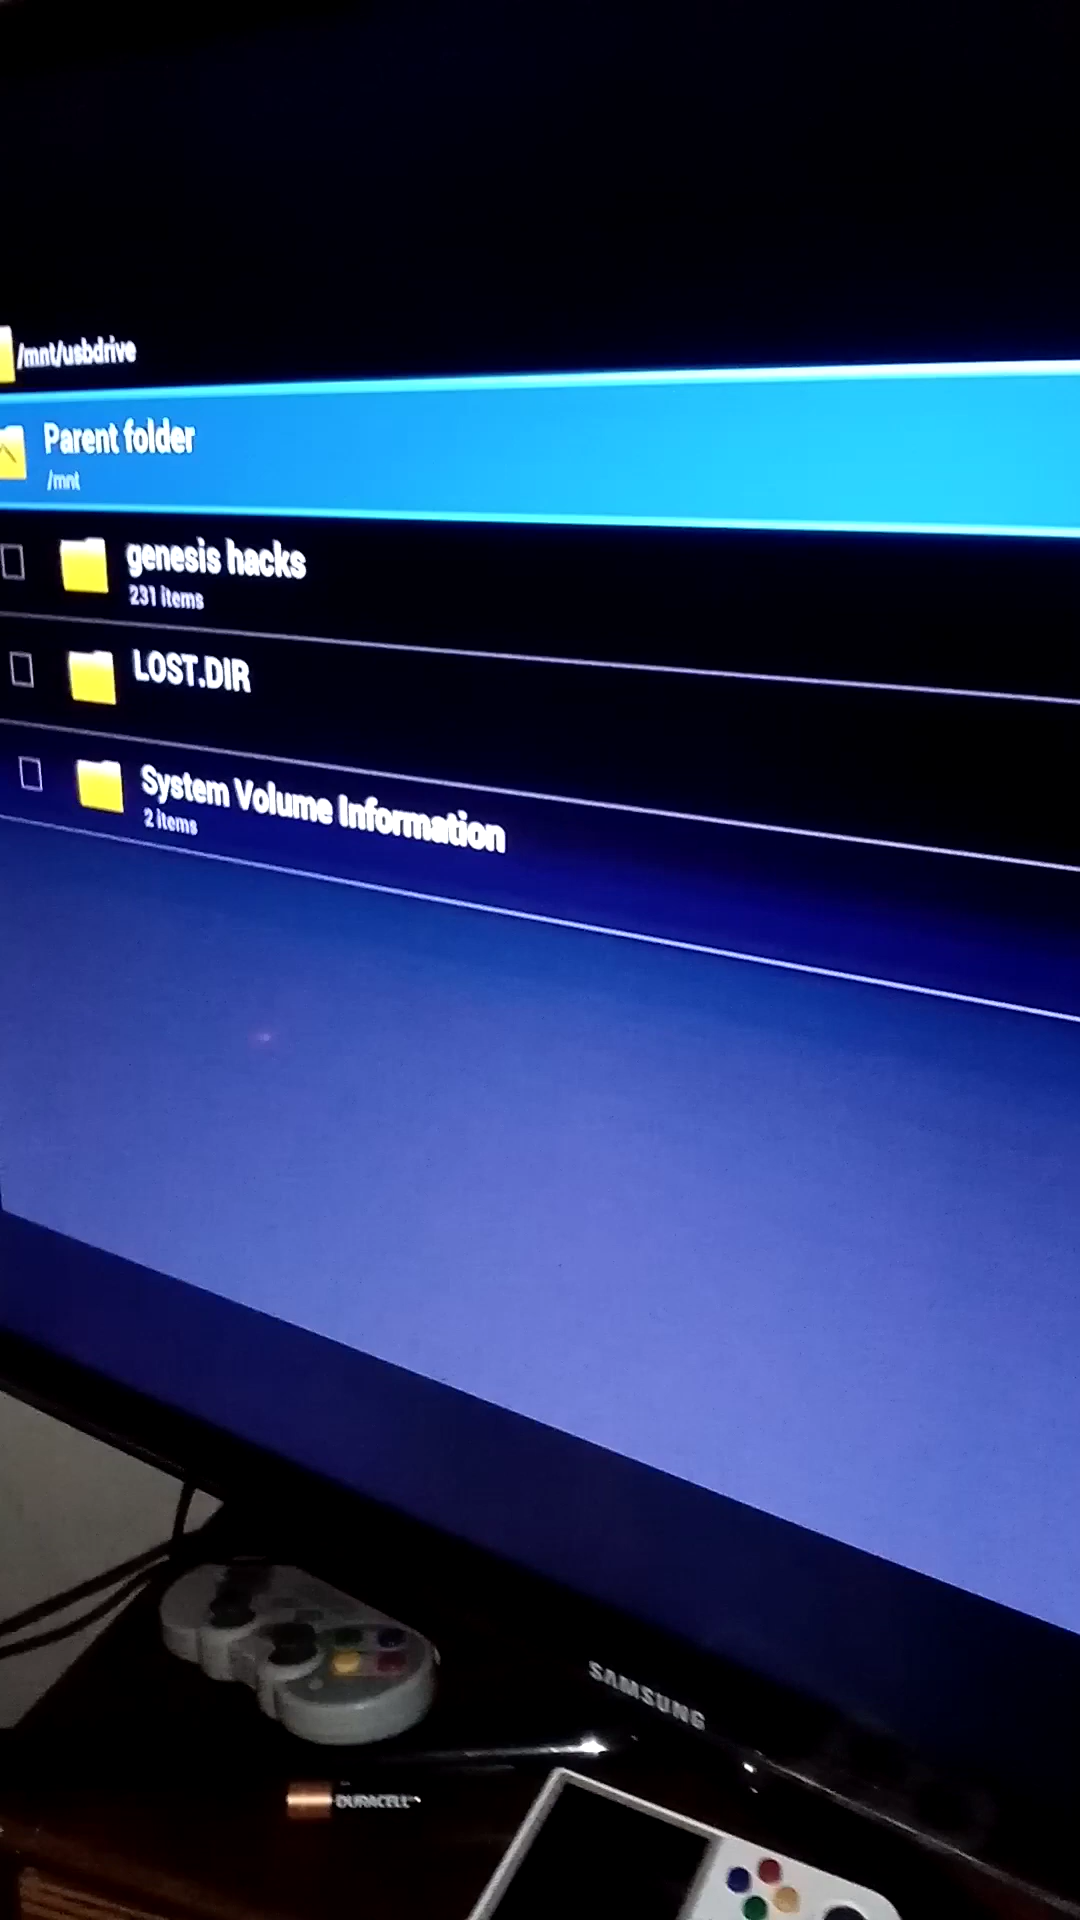 /mnt/usbdrive
Parent folder
/mnt
genesis hacks
231 items
LOST.DIR
System Volume Information
2 items
SAMSUNG
DURACELL